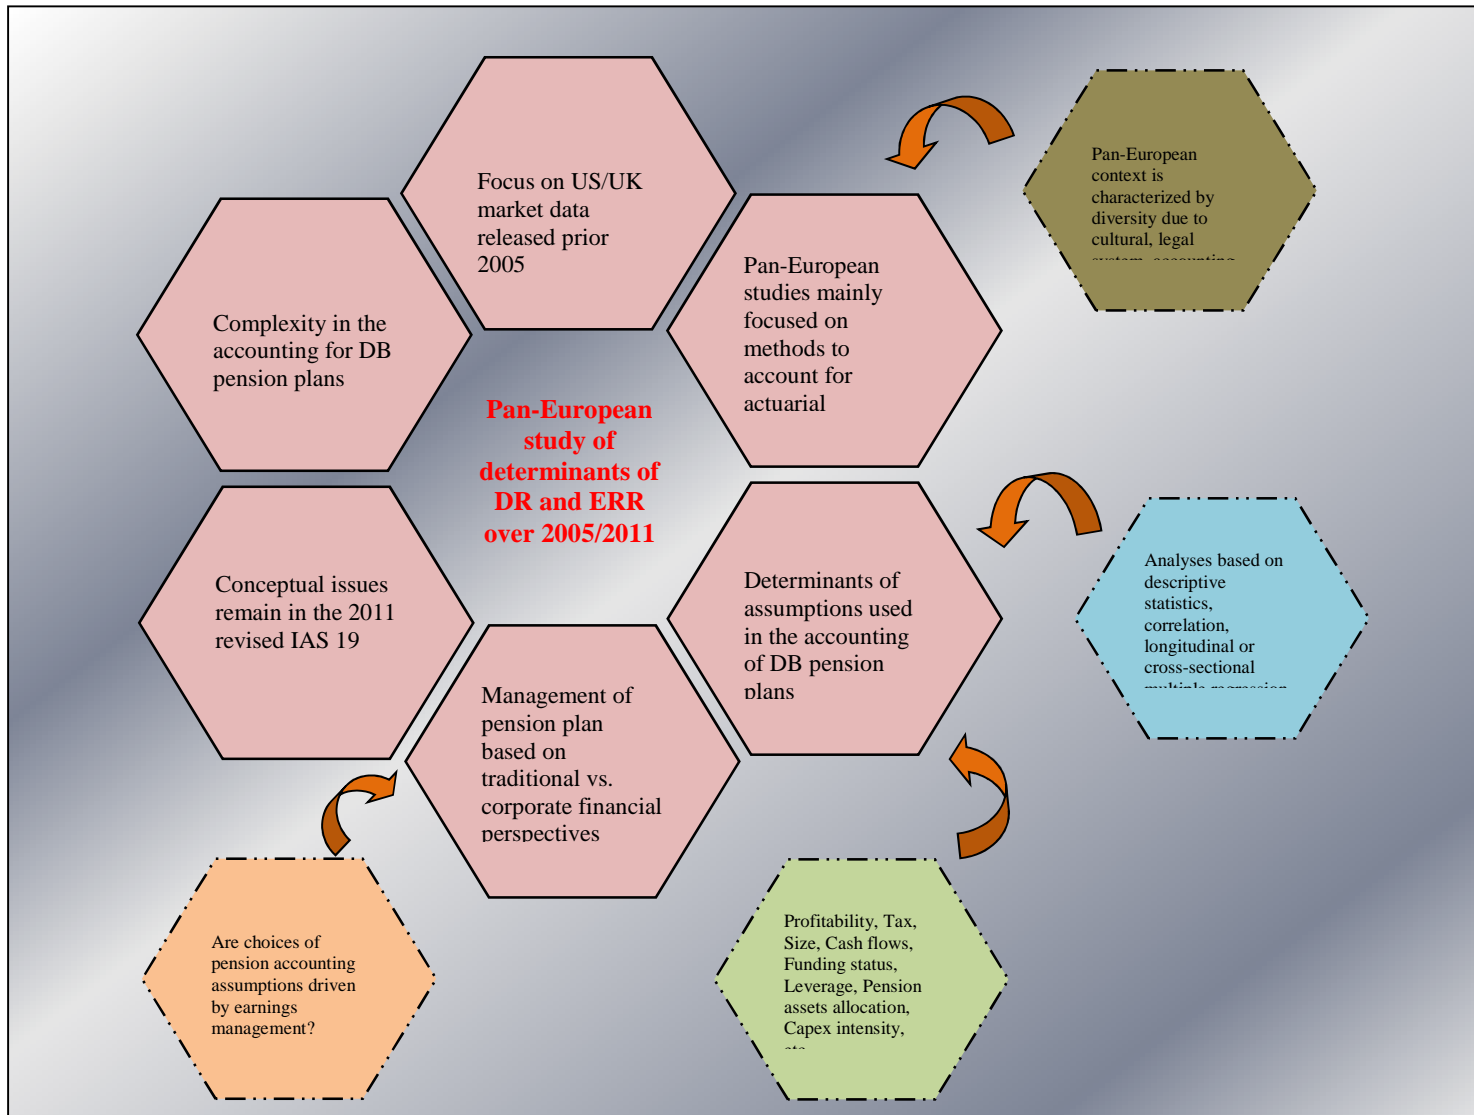 Focus on US/UK
market data
released prior
2005
Pan-European
context is
characterized by
diversity due to
cultural, legal
system, accounting
Complexity in the
accounting for DB
pension plans
Pan-European
studies mainly
focused on
methods to
account for
actuarial
Pan-European
study of
determinants of
DR and ERR
over 2005/2011
Conceptual issues
remain in the 2011
revised IAS 19
Determinants of
assumptions used
in the accounting
of DB pension
plans
Analyses based on
descriptive
statistics,
correlation,
longitudinal or
cross-sectional
multiple regression
Management of
pension plan
based on
traditional vs.
corporate financial
perspectives
Are choices of
pension accounting
assumptions driven
by earnings
management?
Profitability, Tax,
Size, Cash flows,
Funding status,
Leverage, Pension
assets allocation,
Capex intensity,
etc